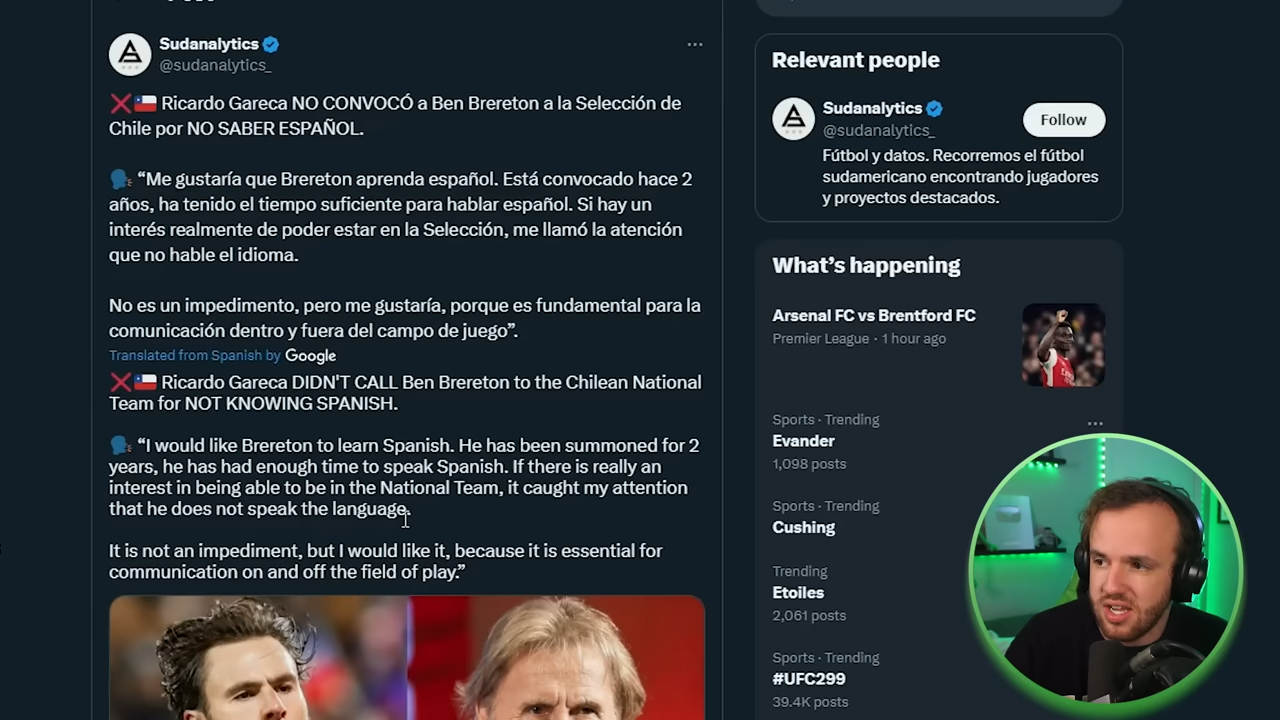 Sudanalytics
@sudanalytics_
❌🇨🇱 Ricardo Gareca NO CONVOCÓ a Ben Brereton a la Selección de
Chile por NO SABER ESPAÑOL.
🗣️ “Me gustaría que Brereton aprenda español. Está convocado hace 2
años, ha tenido el tiempo suficiente para hablar español. Si hay un
interés realmente de poder estar en la Selección, me llamó la atención
que no hable el idioma.
No es un impedimento, pero me gustaría, porque es fundamental para la
comunicación dentro y fuera del campo de juego”.
Translated from Spanish by Google
❌🇨🇱 Ricardo Gareca DIDN'T CALL Ben Brereton to the Chilean National
Team for NOT KNOWING SPANISH.
🗣️ “I would like Brereton to learn Spanish. He has been summoned for 2
years, he has had enough time to speak Spanish. If there is really an
interest in being able to be in the National Team, it caught my attention
that he does not speak the language.
It is not an impediment, but I would like it, because it is essential for
communication on and off the field of play.”
Relevant people
Sudanalytics
@sudanalytics_
Follow
Fútbol y datos. Recorremos el fútbol
sudamericano encontrando jugadores
y proyectos destacados.
What’s happening
Arsenal FC vs Brentford FC
Premier League · 1 hour ago
Sports · Trending
Evander
1,098 posts
Sports · Trending
Cushing
Trending
Etoiles
2,061 posts
Sports · Trending
#UFC299
39.4K posts